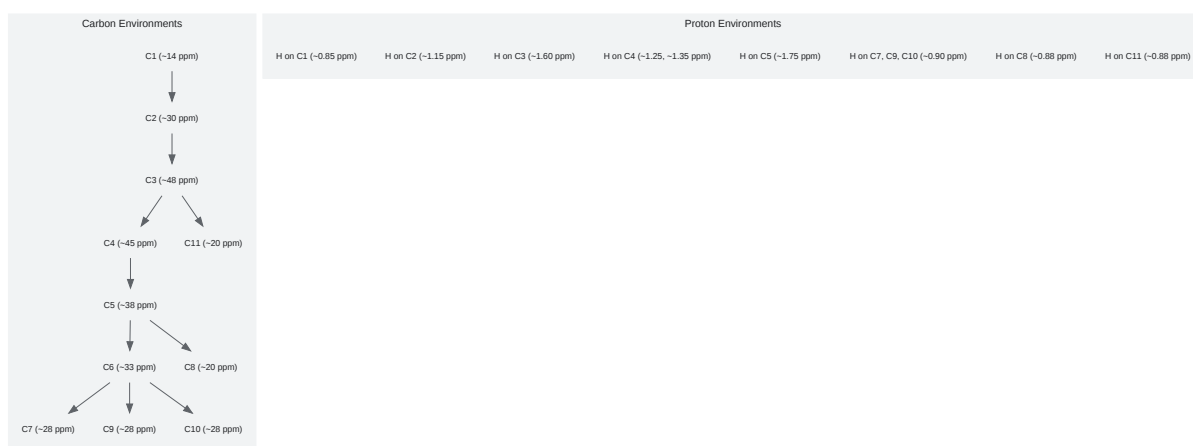 Carbon Environments
C1 (~14 ppm)
C2 (~30 ppm)
C3 (~48 ppm)
C4 (~45 ppm)
C11 (~20 ppm)
C5 (~38 ppm)
C6 (~33 ppm)
C8 (~20 ppm)
C7 (~28 ppm)
C9 (~28 ppm)
C10 (~28 ppm)
Proton Environments
H on C1 (~0.85 ppm)
H on C2 (~1.15 ppm)
H on C3 (~1.60 ppm)
H on C4 (~1.25, ~1.35 ppm)
H on C5 (~1.75 ppm)
H on C7, C9, C10 (~0.90 ppm)
H on C8 (~0.88 ppm)
H on C11 (~0.88 ppm)